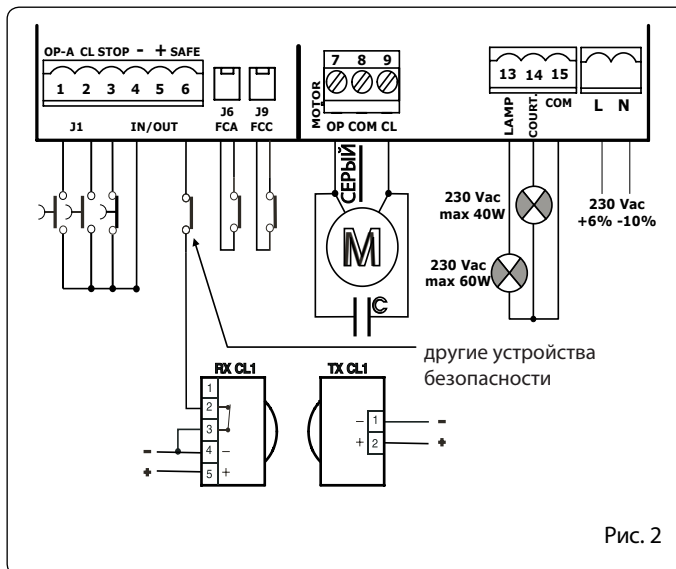 OP-A CL STOP - + SAFE
1 2 3 4 5 6
J1 IN/OUT
J6
FCA
J9
FCC
MOTOR
7 8 9
OP COM CL
СЕРЫЙ
M
C
13 14 15
LAMP
COURT.
COM
L N
230 Vac
max 40W
230 Vac
max 60W
230 Vac
+6% -10%
другие устройства
безопасности
RX CL1
1
2
3
4 -
5 +
-
+
TX CL1
- 1 -
+ 2 +
Рис. 2